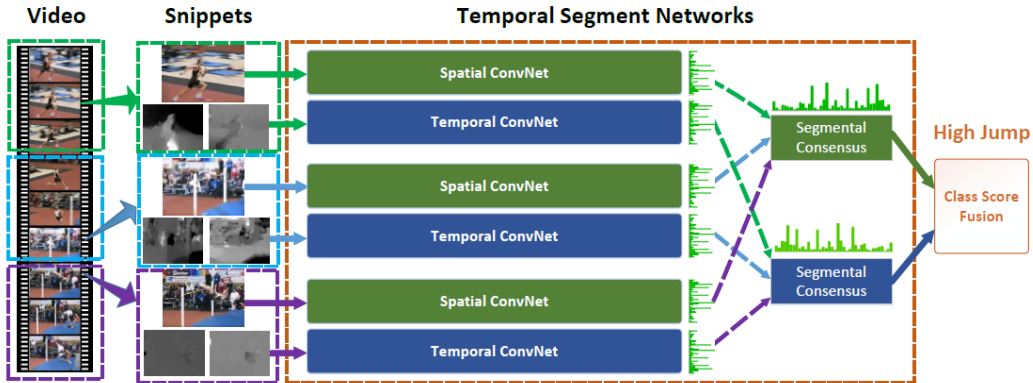 Video
Snippets
Temporal Segment Networks
Spatial ConvNet
Temporal ConvNet
Spatial ConvNet
Temporal ConvNet
Spatial ConvNet
Temporal ConvNet
Segmental
Consensus
Segmental
Consensus
High Jump
Class Score
Fusion